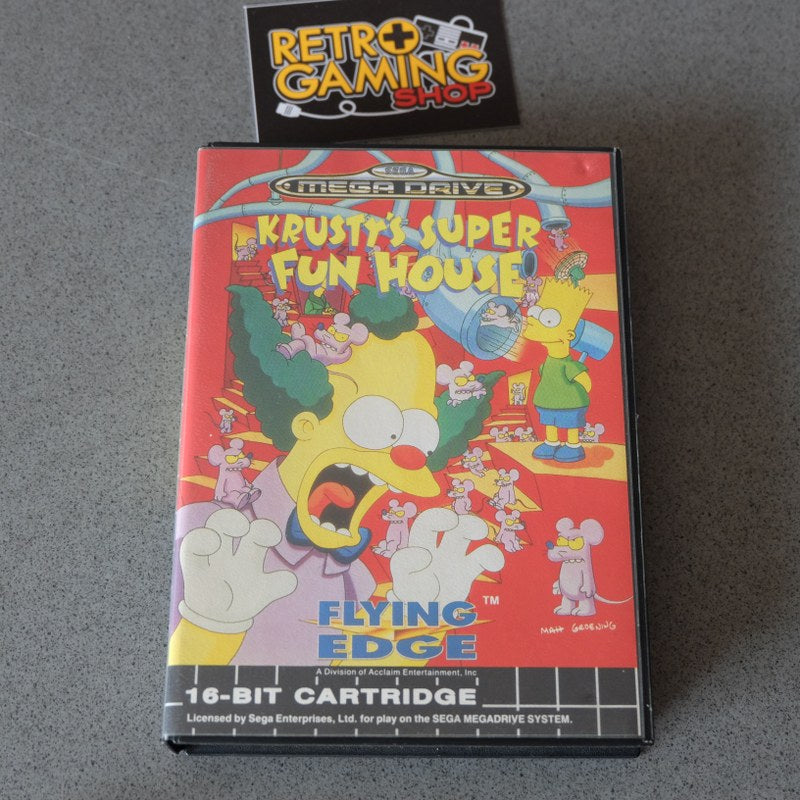 RETRO
GAMING
SHOP
SEGA
MEGA DRIVE
KRUSTY'S SUPER
FUN HOUSE
FLYING
EDGE
TM
MATT GROENING
A Division of Acclaim Entertainment, Inc
16-BIT CARTRIDGE
Licensed by Sega Enterprises, Ltd. for play on the SEGA MEGADRIVE SYSTEM.